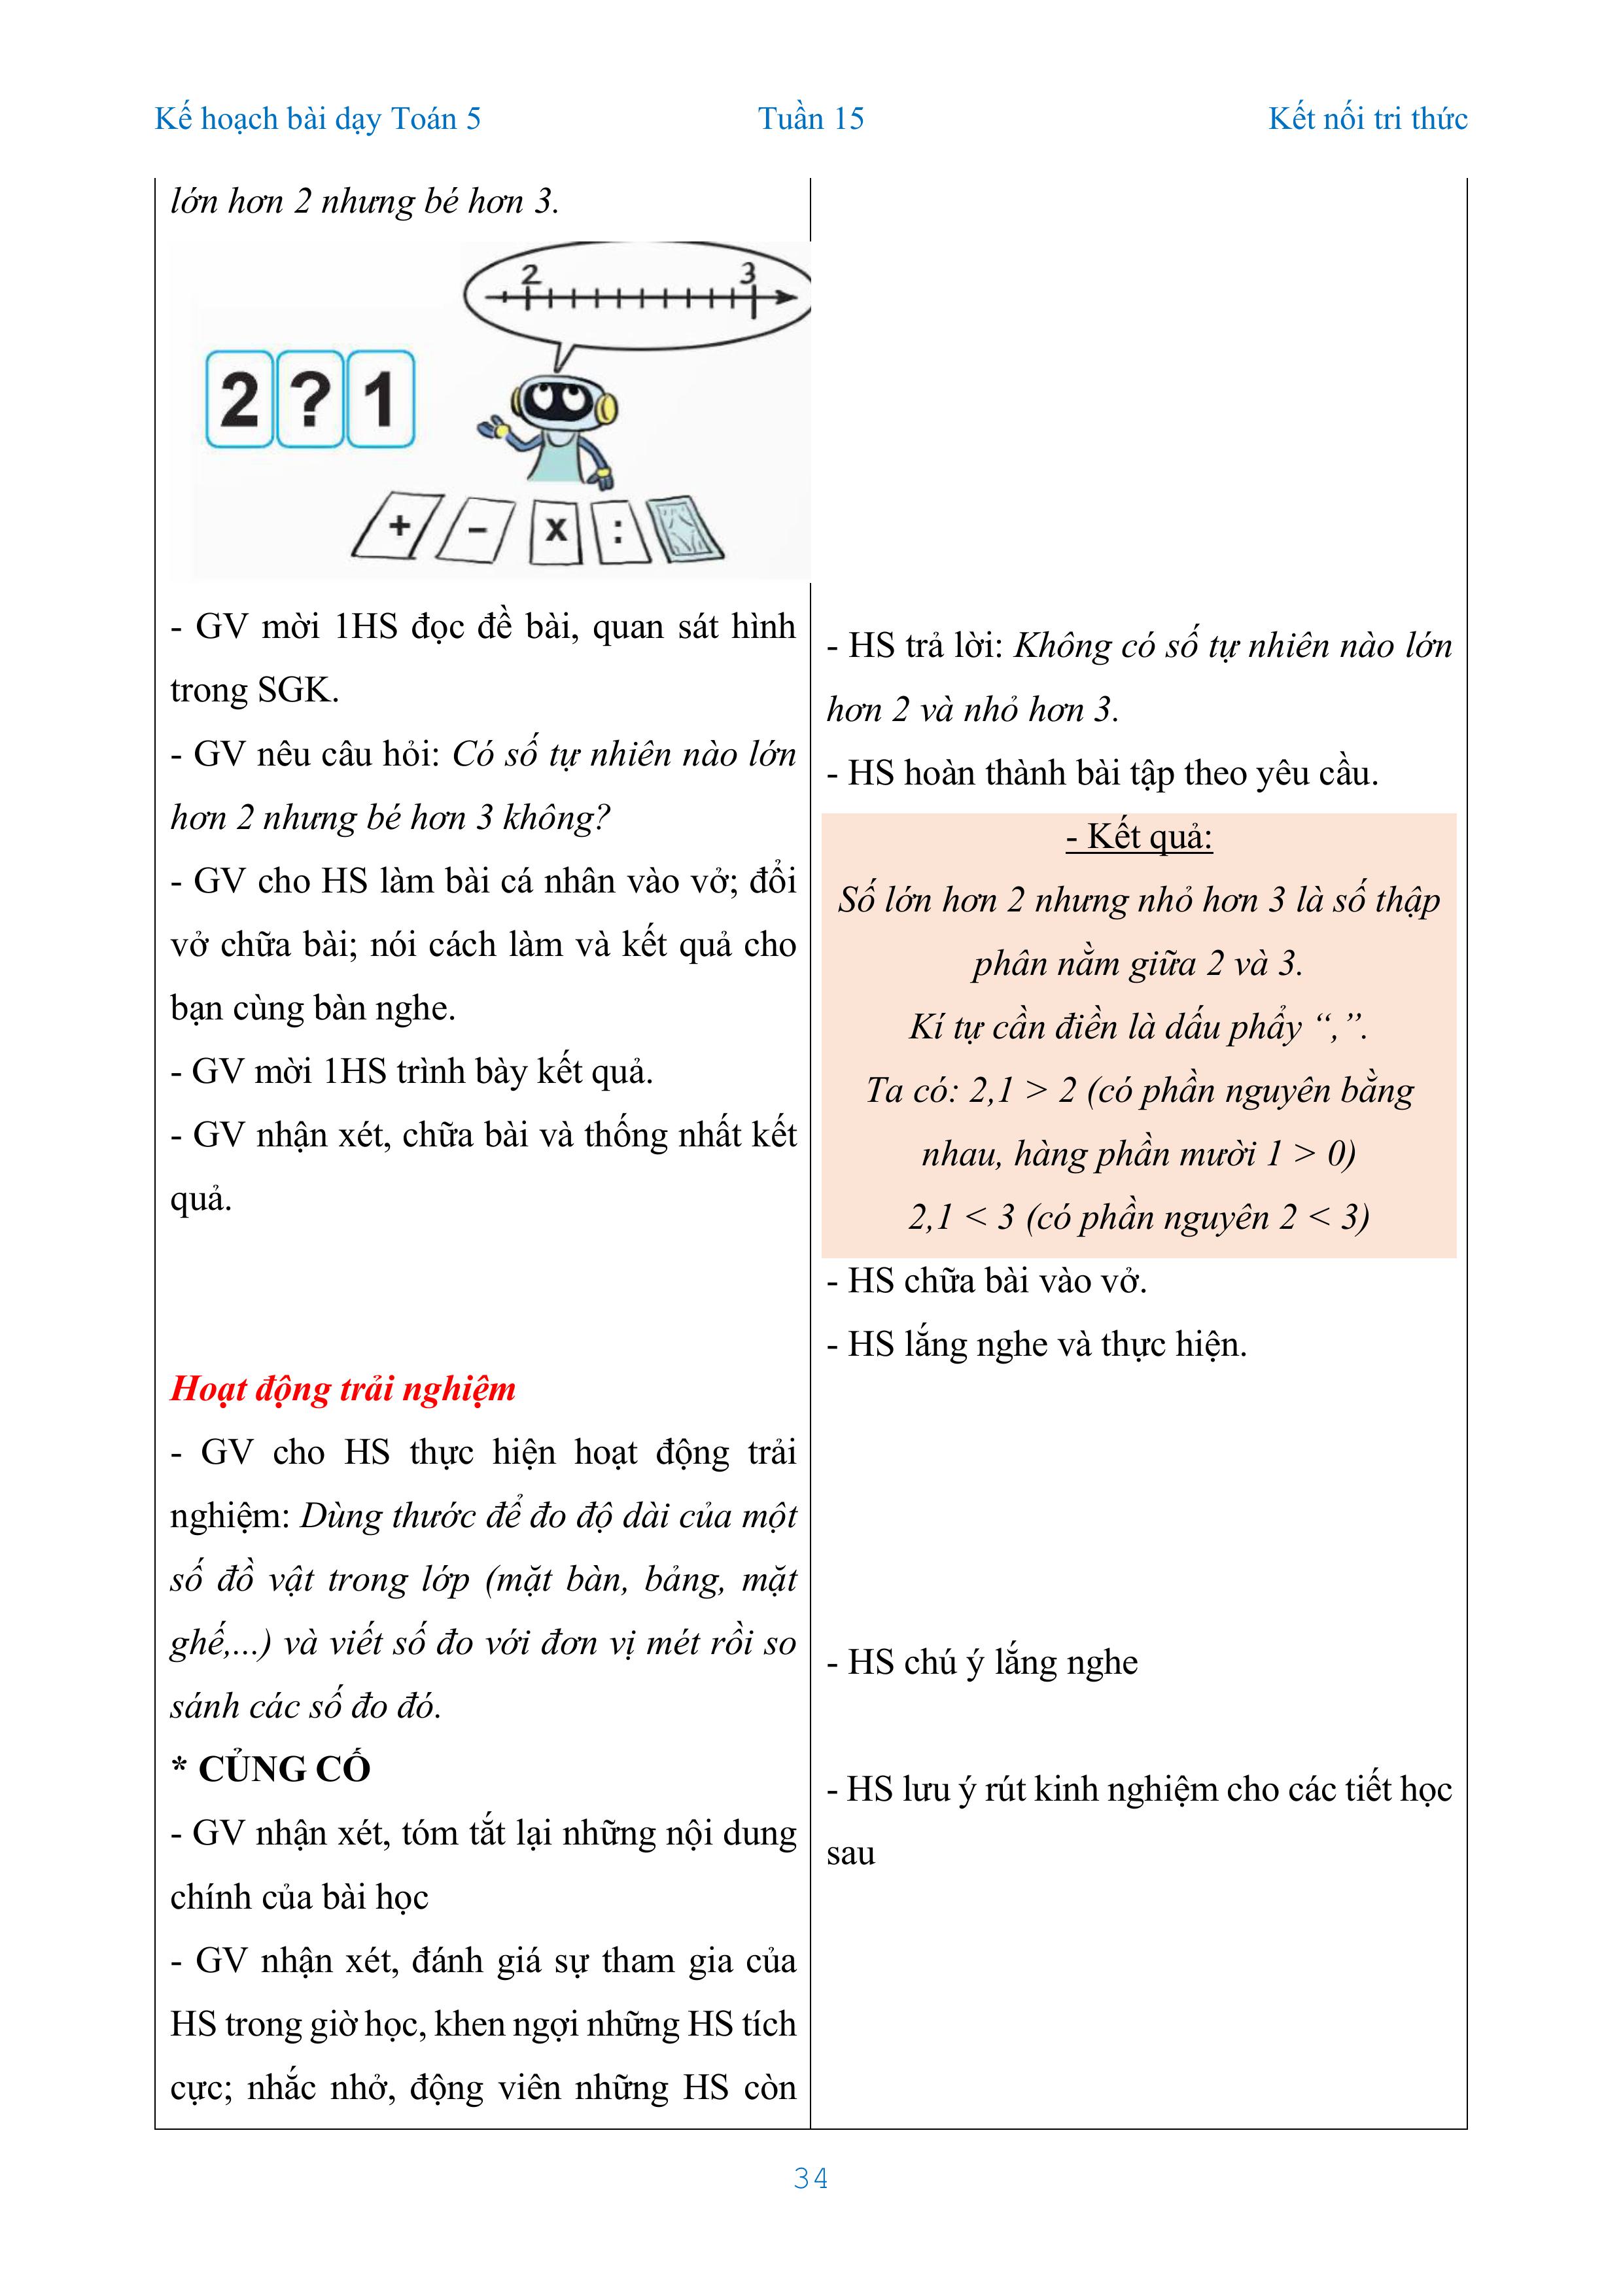 Kế hoạch bài dạy Toán 5 Tuần 15 Kết nối tri thức
lớn hơn 2 nhưng bé hơn 3.
2 3
2 ? 1
+ - x :
- GV mời 1HS đọc đề bài, quan sát hình
trong SGK.
- GV nêu câu hỏi: Có số tự nhiên nào lớn
hơn 2 nhưng bé hơn 3 không?
- GV cho HS làm bài cá nhân vào vở; đổi
vở chữa bài; nói cách làm và kết quả cho
bạn cùng bàn nghe.
- GV mời 1HS trình bày kết quả.
- GV nhận xét, chữa bài và thống nhất kết
quả.
Hoạt động trải nghiệm
- GV cho HS thực hiện hoạt động trải
nghiệm: Dùng thước để đo độ dài của một
số đồ vật trong lớp (mặt bàn, bảng, mặt
ghế,...) và viết số đo với đơn vị mét rồi so
sánh các số đo đó.
* CỦNG CỐ
- GV nhận xét, tóm tắt lại những nội dung
chính của bài học
- GV nhận xét, đánh giá sự tham gia của
HS trong giờ học, khen ngợi những HS tích
cực; nhắc nhở, động viên những HS còn
- HS trả lời: Không có số tự nhiên nào lớn
hơn 2 và nhỏ hơn 3.
- HS hoàn thành bài tập theo yêu cầu.
- Kết quả:
Số lớn hơn 2 nhưng nhỏ hơn 3 là số thập
phân nằm giữa 2 và 3.
Kí tự cần điền là dấu phẩy “,”.
Ta có: 2,1 > 2 (có phần nguyên bằng
nhau, hàng phần mười 1 > 0)
2,1 < 3 (có phần nguyên 2 < 3)
- HS chữa bài vào vở.
- HS lắng nghe và thực hiện.
- HS chú ý lắng nghe
- HS lưu ý rút kinh nghiệm cho các tiết học
sau
34